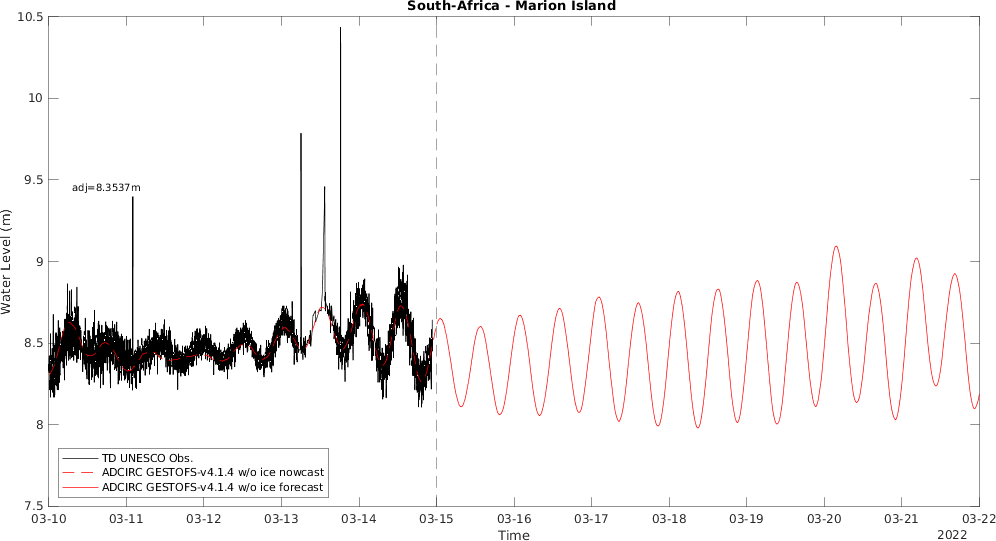 South-Africa - Marion Island
10.5
10
9.5
9
8.5
8
7.5
Water Level (m)
adj=8.3537m
TD UNESCO Obs.
ADCIRC GESTOFS-v4.1.4 w/o ice nowcast
ADCIRC GESTOFS-v4.1.4 w/o ice forecast
03-10 03-11 03-12 03-13 03-14 03-15 03-16 03-17 03-18 03-19 03-20 03-21 03-22
Time
2022